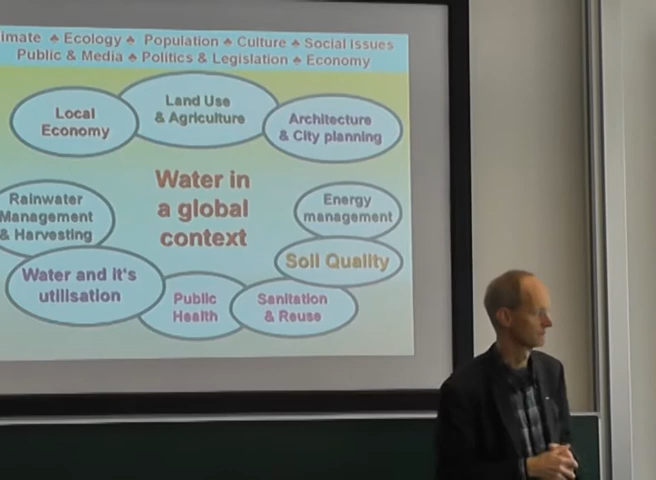 imate ♣ Ecology ♣ Population ♣ Culture ♣ Social issues
Public & Media ♣ Politics & Legislation ♣ Economy
Local
Economy
Land Use
& Agriculture
Architecture
& City planning
Water in
a global
context
Rainwater
Management
& Harvesting
Energy
management
Soil Quality
Water and it's
utilisation
Public
Health
Sanitation
& Reuse